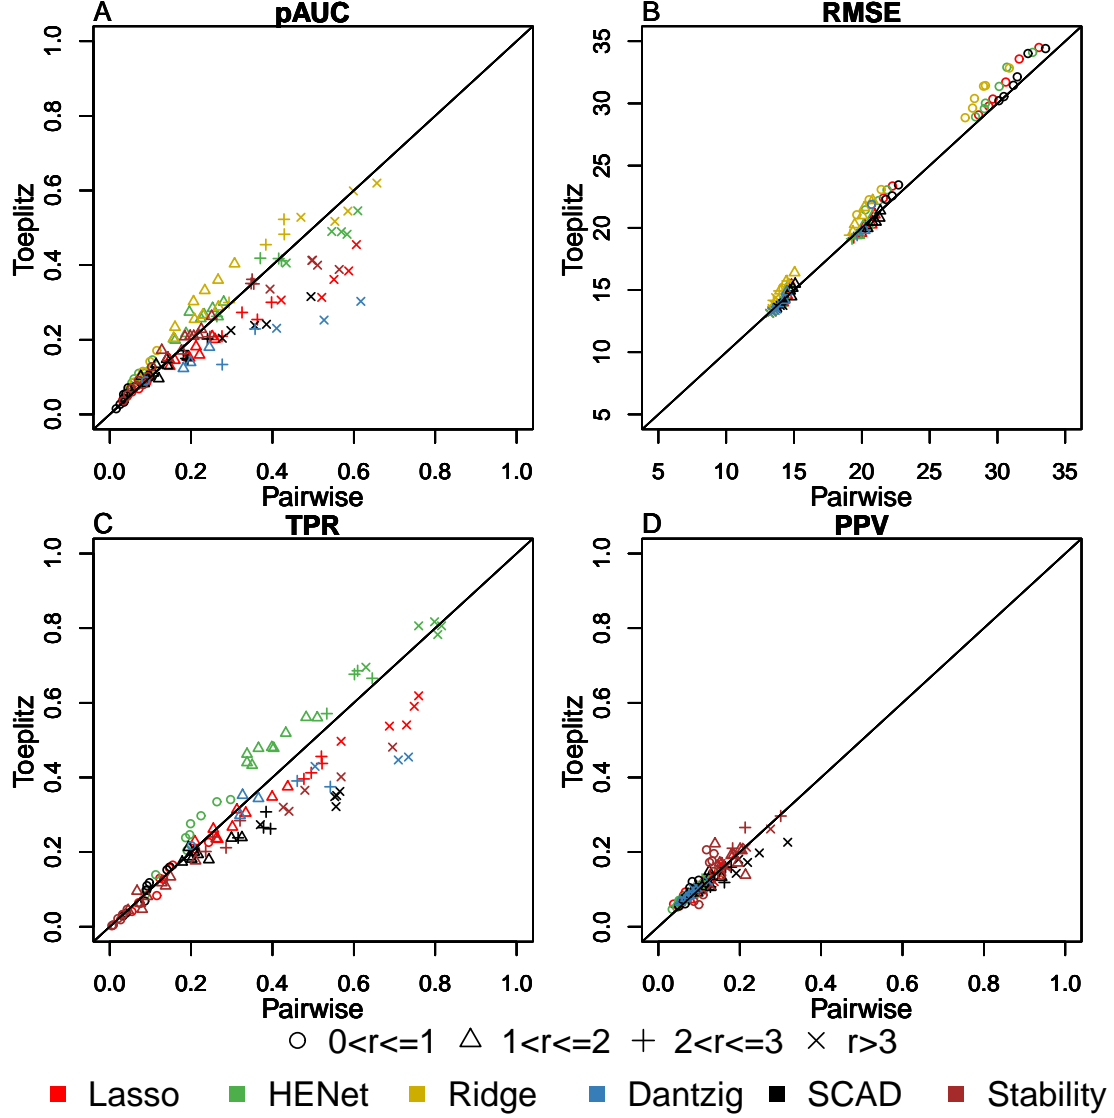 A pAUC
1.0
0.8
0.6
0.4
0.2
0.0
Toeplitz
0.0 0.2 0.4 0.6 0.8 1.0
Pairwise
B RMSE
35
30
25
20
15
10
5
Toeplitz
5 10 15 20 25 30 35
Pairwise
C TPR
1.0
0.8
0.6
0.4
0.2
0.0
Toeplitz
0.0 0.2 0.4 0.6 0.8 1.0
Pairwise
D PPV
1.0
0.8
0.6
0.4
0.2
0.0
Toeplitz
0.0 0.2 0.4 0.6 0.8 1.0
Pairwise
0<r<=1 1<r<=2 2<r<=3 r>3
Lasso HENet Ridge Dantzig SCAD Stability